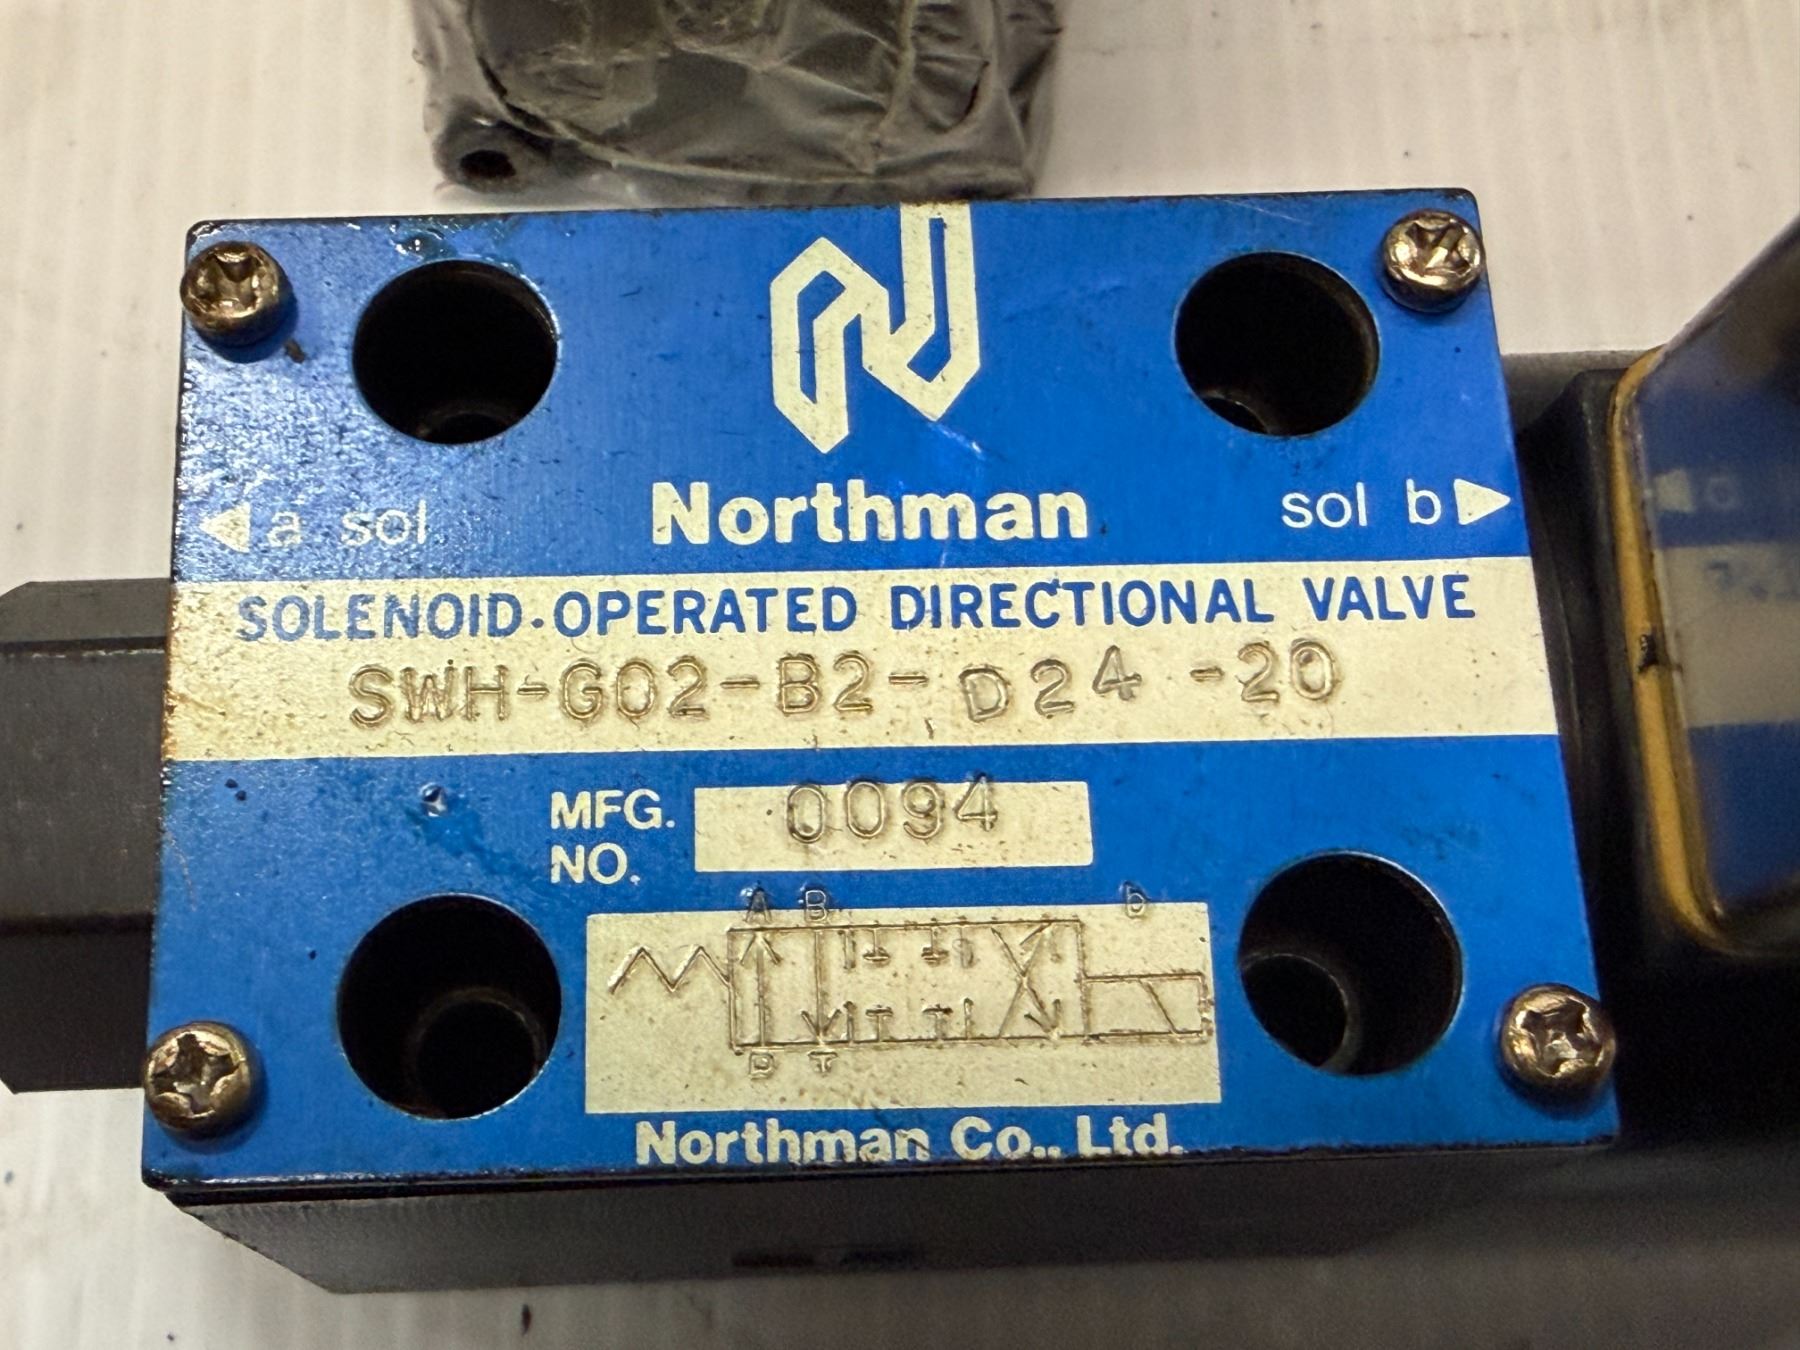 ◀ a sol Northman sol b ▶
SOLENOID·OPERATED DIRECTIONAL VALVE
SWH-G02-B2-D24-20
MFG. NO. 0094
A B b
P T
Northman Co., Ltd.